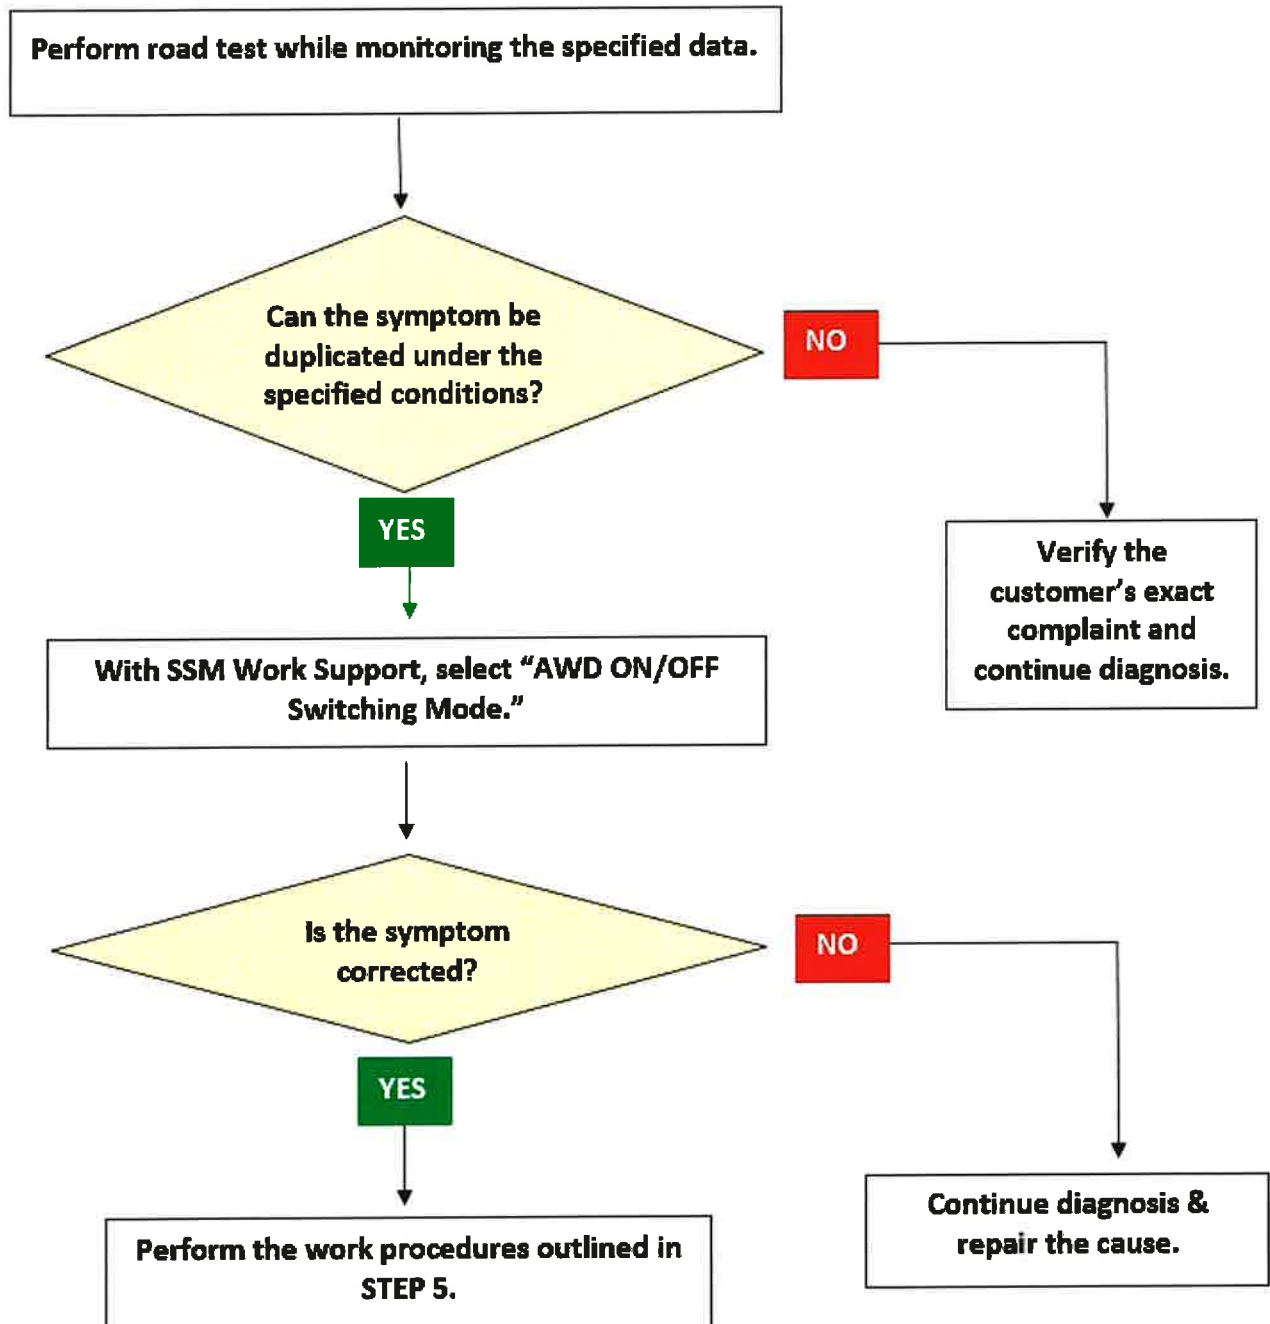 Perform road test while monitoring the specified data.
Can the symptom be
duplicated under the
specified conditions?
NO
YES
Verify the
customer’s exact
complaint and
continue diagnosis.
With SSM Work Support, select “AWD ON/OFF
Switching Mode.”
Is the symptom
corrected?
NO
YES
Continue diagnosis &
repair the cause.
Perform the work procedures outlined in
STEP 5.